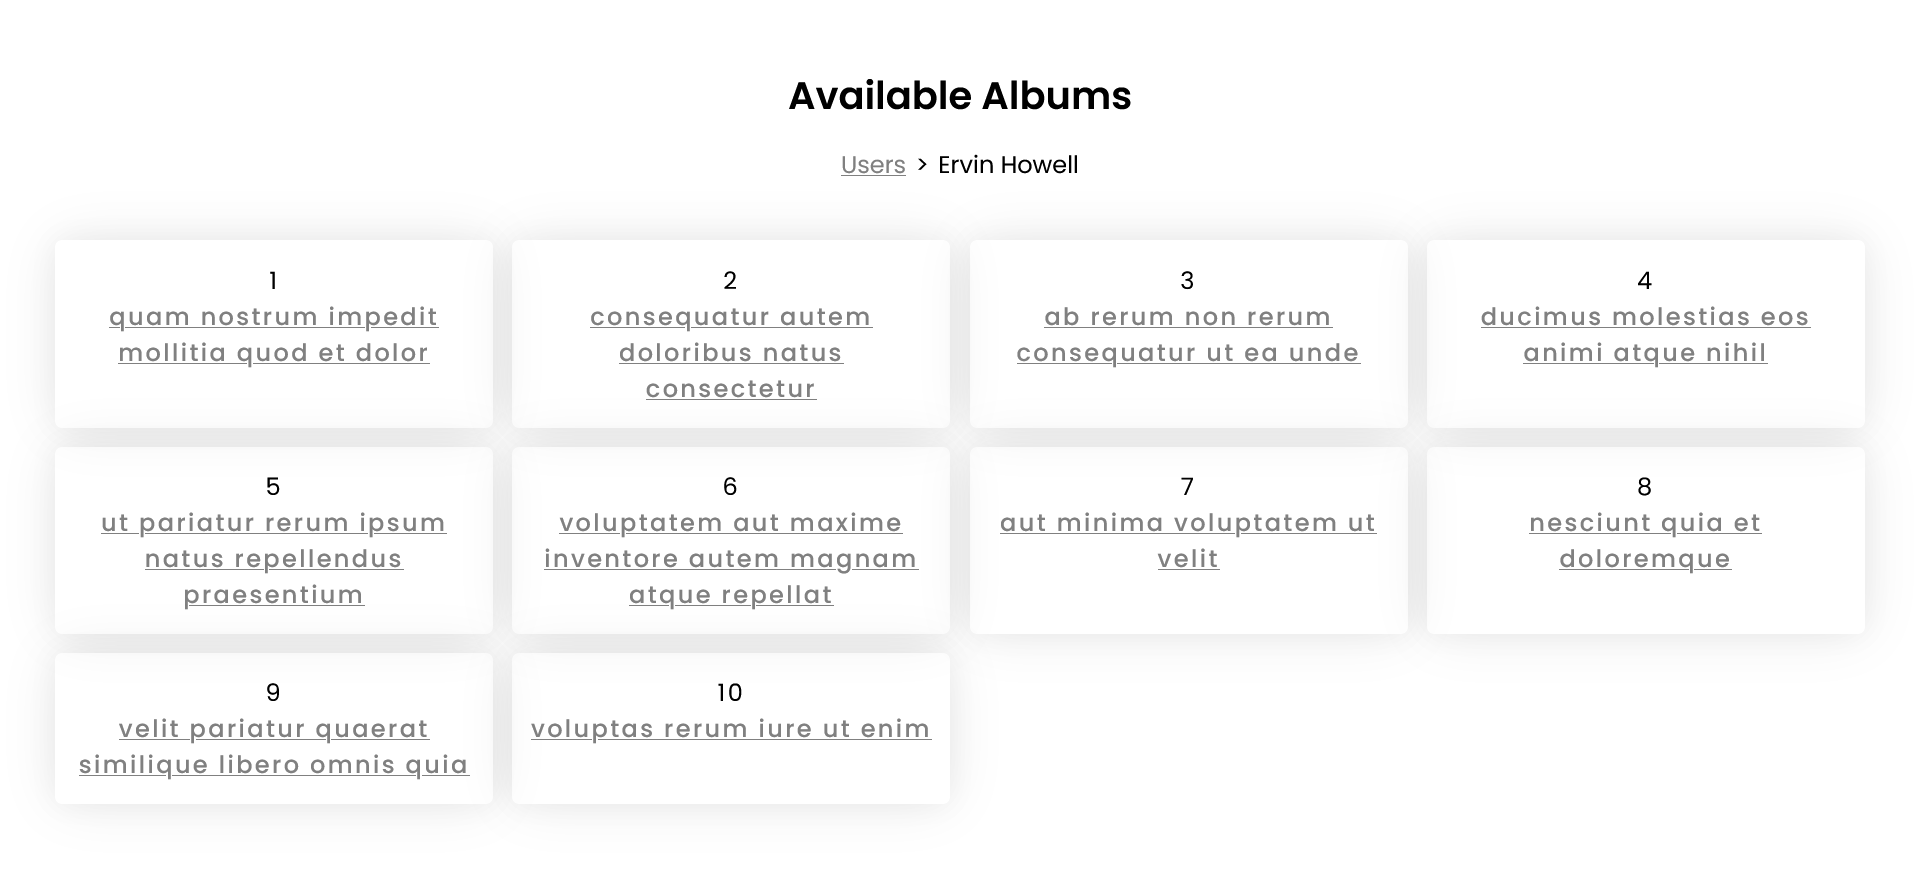 Available Albums
Users > Ervin Howell
1
quam nostrum impedit
mollitia quod et dolor
2
consequatur autem
doloribus natus
consectetur
3
ab rerum non rerum
consequatur ut ea unde
4
ducimus molestias eos
animi atque nihil
5
ut pariatur rerum ipsum
natus repellendus
praesentium
6
voluptatem aut maxime
inventore autem magnam
atque repellat
7
aut minima voluptatem ut
velit
8
nesciunt quia et
doloremque
9
velit pariatur quaerat
similique libero omnis quia
10
voluptas rerum iure ut enim